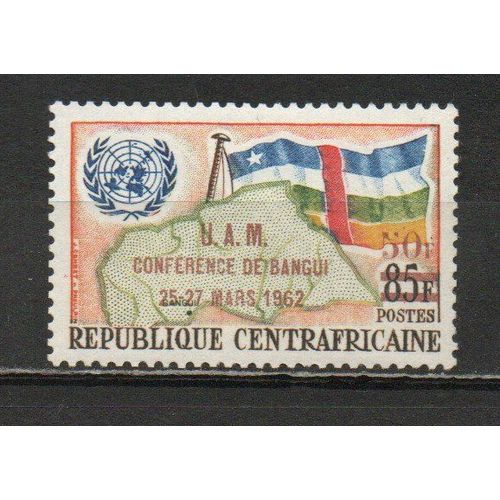 U.A.M.
CONFERENCE DE BANGUI
25-27 MARS 1962
50F
85F
POSTES
REPUBLIQUE CENTRAFRICAINE